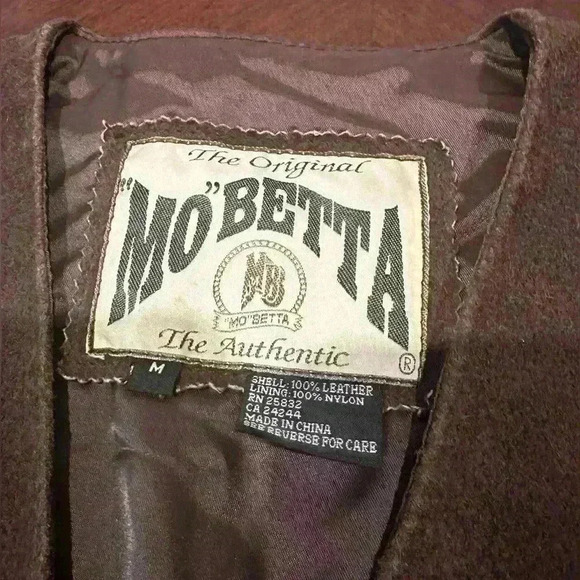 The Original
"MO" BETTA
MB
"MO" BETTA
The Authentic
®
M
SHELL: 100% LEATHER
LINING: 100% NYLON
RN 25832
CA 24244
MADE IN CHINA
SEE REVERSE FOR CARE